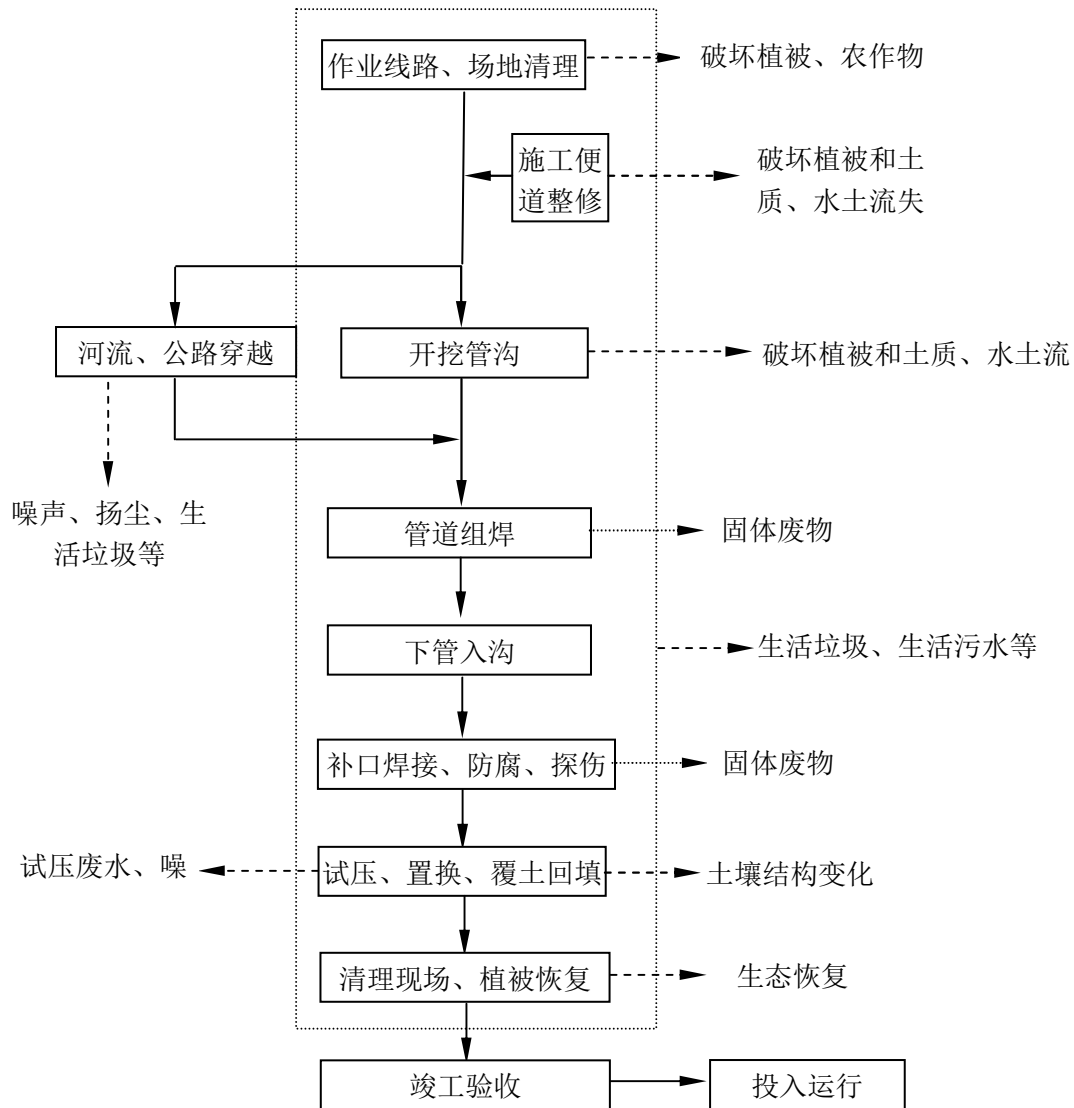 作业线路、场地清理
破坏植被、农作物
施工便
道整修
破坏植被和土
质、水土流失
河流、公路穿越
开挖管沟
破坏植被和土质、水土流
噪声、扬尘、生
活垃圾等
管道组焊
固体废物
下管入沟
生活垃圾、生活污水等
补口焊接、防腐、探伤
固体废物
试压废水、噪
试压、置换、覆土回填
土壤结构变化
清理现场、植被恢复
生态恢复
竣工验收
投入运行